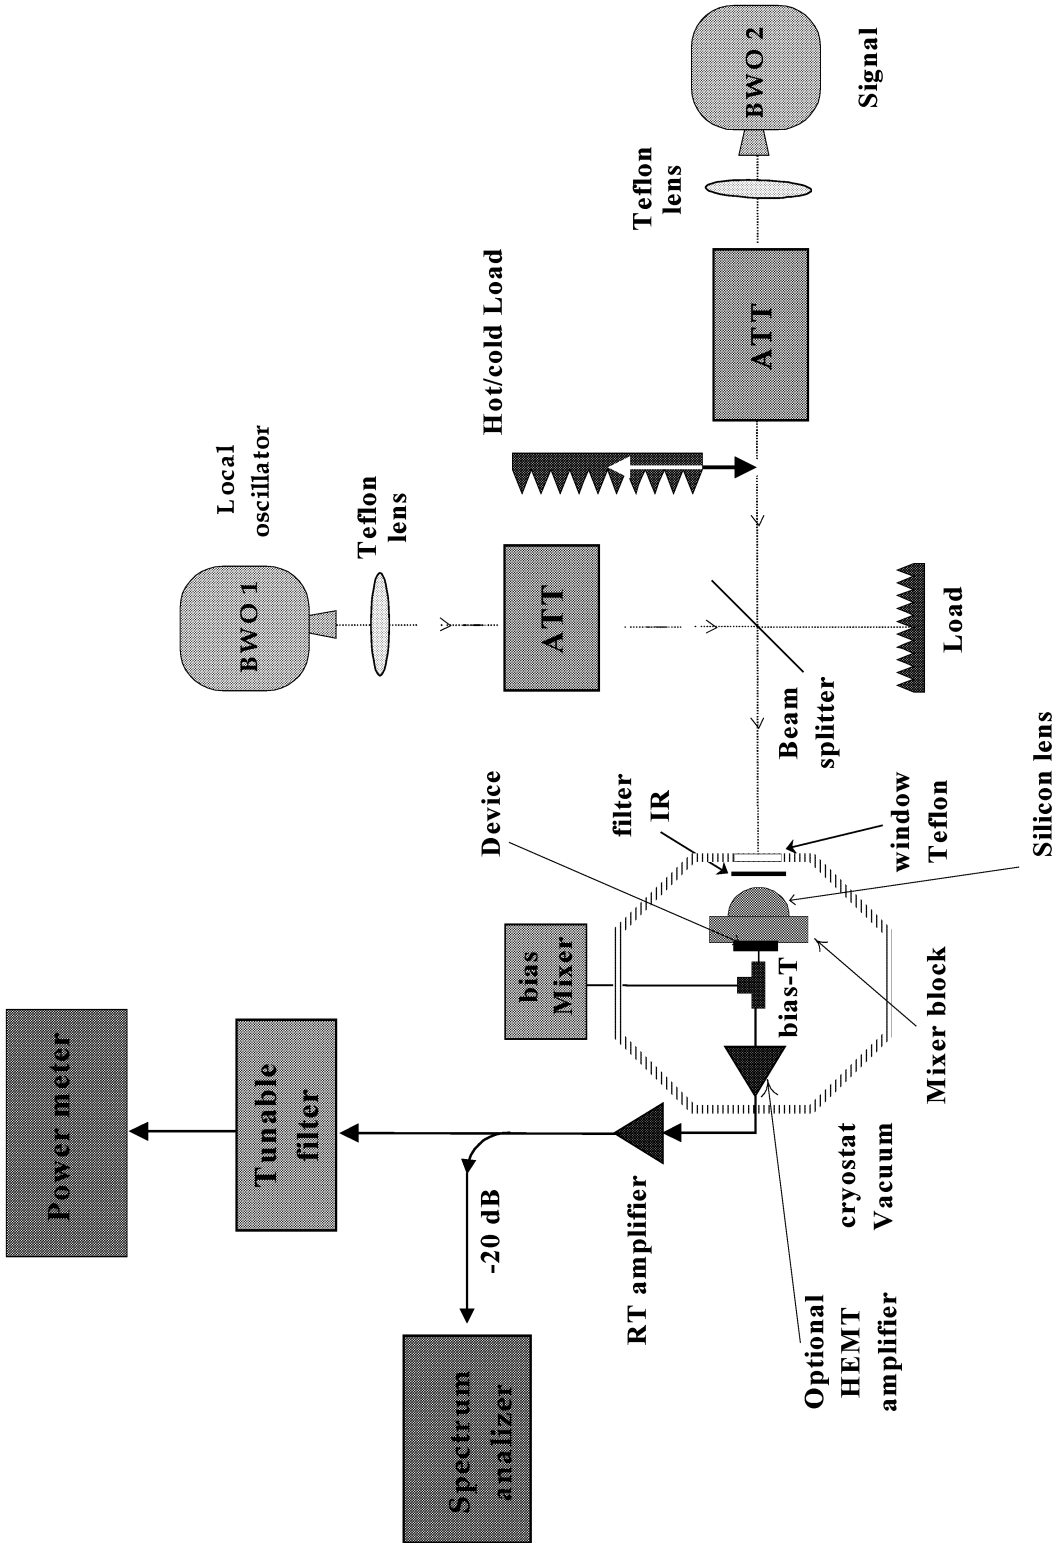 BWO 2
Signal
Teflon
lens
ATT
Hot/cold Load
Local
oscillator
BWO 1
Teflon
lens
ATT
Load
Beam
splitter
Device
filter
IR
window
Teflon
Silicon lens
bias
Mixer
bias-T
Mixer block
Power meter
Tunable
filter
-20 dB
RT amplifier
cryostat
Vacuum
Optional
HEMT
amplifier
Spectrum
analizer